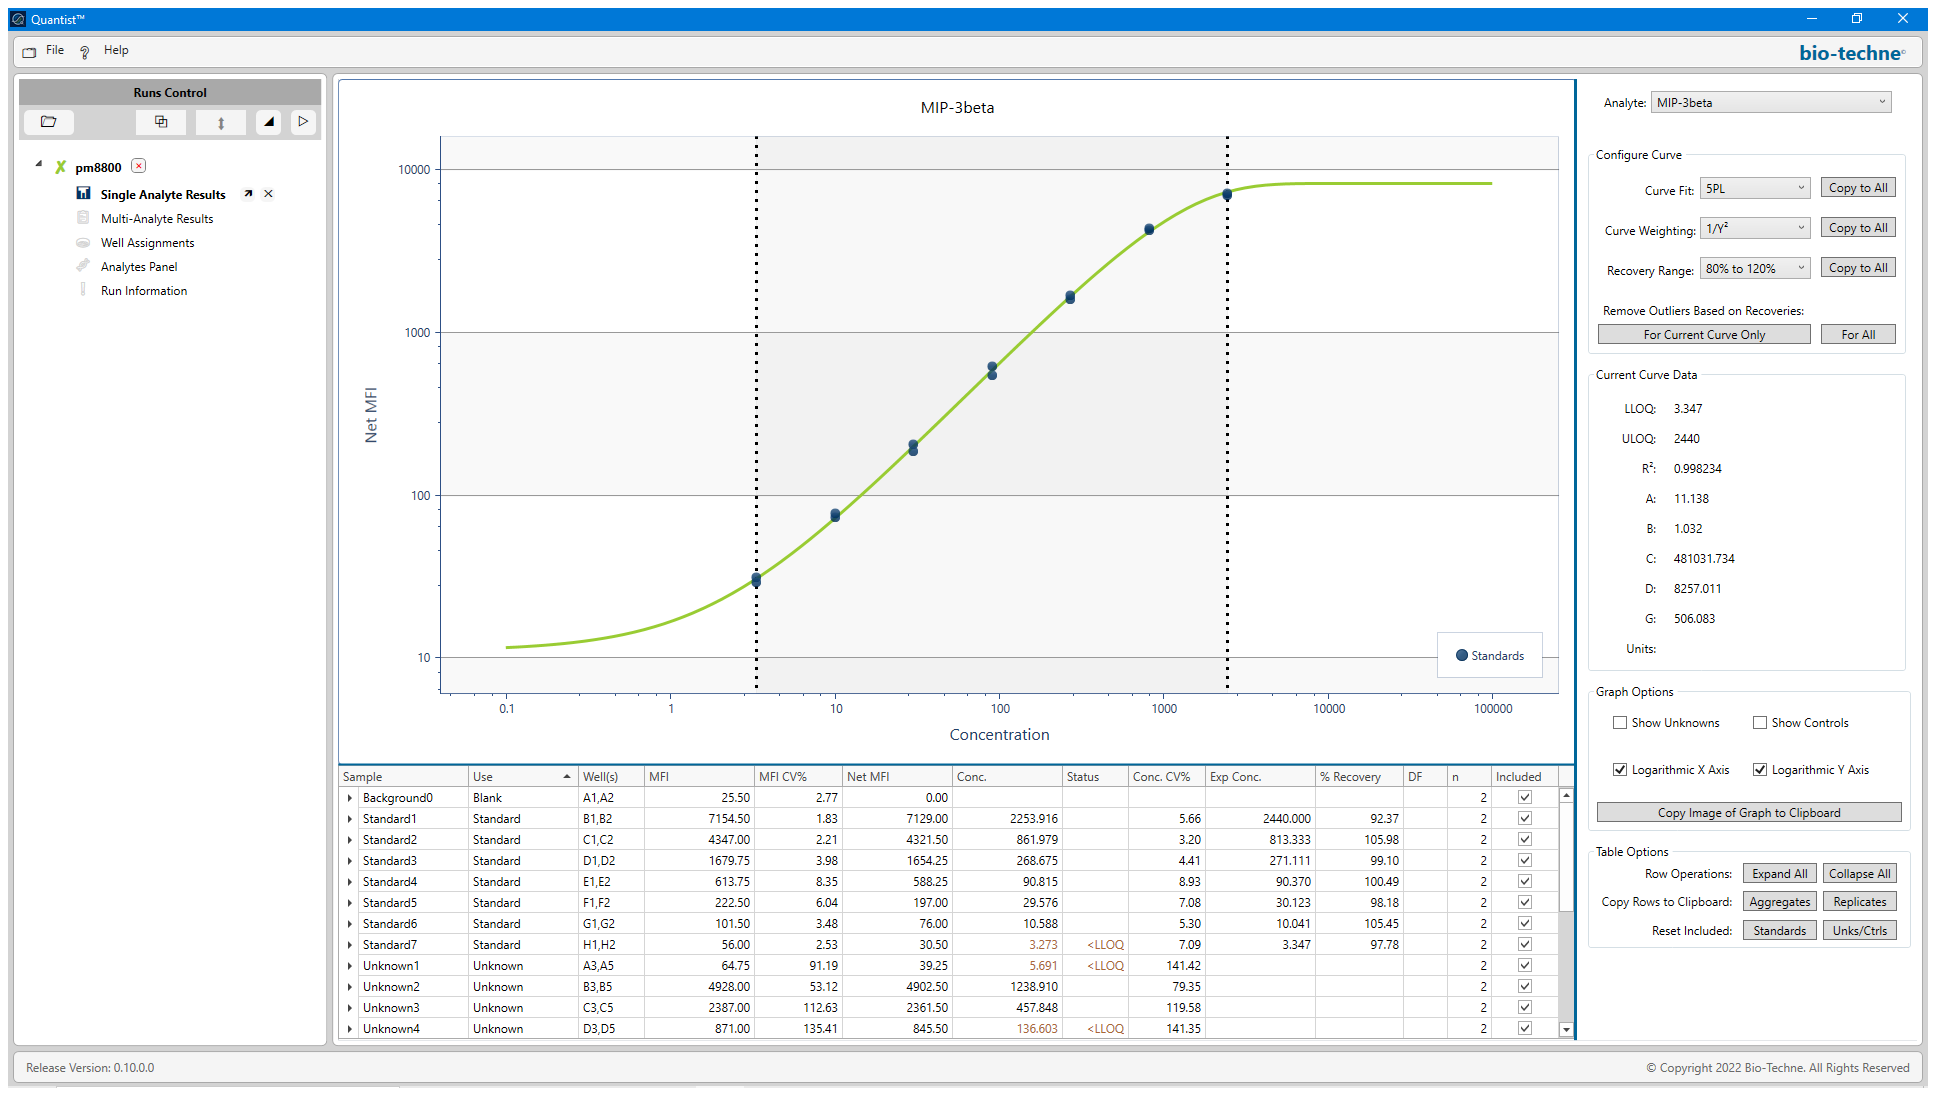 Quantist™
File ? Help
bio-techne
Runs Control
pm8800
Single Analyte Results
Multi-Analyte Results
Well Assignments
Analytes Panel
Run Information
MIP-3beta
10000
1000
100
10
Net MFI
0.1 1 10 100 1000 10000 100000
Concentration
Standards
Sample Use Well(s) MFI MFI CV% Net MFI Conc. Status Conc. CV% Exp Conc. % Recovery DF n Included
Background0 Blank A1,A2 25.50 2.77 0.00 2
Standard1 Standard B1,B2 7154.50 1.83 7129.00 2253.916 5.66 2440.000 92.37 2
Standard2 Standard C1,C2 4347.00 2.21 4321.50 861.979 3.20 813.333 105.98 2
Standard3 Standard D1,D2 1679.75 3.98 1654.25 268.675 4.41 271.111 99.10 2
Standard4 Standard E1,E2 613.75 8.35 588.25 90.815 8.93 90.370 100.49 2
Standard5 Standard F1,F2 222.50 6.04 197.00 29.576 7.08 30.123 98.18 2
Standard6 Standard G1,G2 101.50 3.48 76.00 10.588 5.30 10.041 105.45 2
Standard7 Standard H1,H2 56.00 2.53 30.50 3.273 <LLOQ 7.09 3.347 97.78 2
Unknown1 Unknown A3,A5 64.75 91.19 39.25 5.691 <LLOQ 141.42 2
Unknown2 Unknown B3,B5 4928.00 53.12 4902.50 1238.910 79.35 2
Unknown3 Unknown C3,C5 2387.00 112.63 2361.50 457.848 119.58 2
Unknown4 Unknown D3,D5 871.00 135.41 845.50 136.603 <LLOQ 141.35 2
Analyte: MIP-3beta
Configure Curve
Curve Fit: 5PL Copy to All
Curve Weighting: 1/Y² Copy to All
Recovery Range: 80% to 120% Copy to All
Remove Outliers Based on Recoveries:
For Current Curve Only For All
Current Curve Data
LLOQ: 3.347
ULOQ: 2440
R²: 0.998234
A: 11.138
B: 1.032
C: 481031.734
D: 8257.011
G: 506.083
Units:
Graph Options
Show Unknowns Show Controls
Logarithmic X Axis Logarithmic Y Axis
Copy Image of Graph to Clipboard
Table Options
Row Operations: Expand All Collapse All
Copy Rows to Clipboard: Aggregates Replicates
Reset Included: Standards Unks/Ctrls
Release Version: 0.10.0.0
© Copyright 2022 Bio-Techne. All Rights Reserved